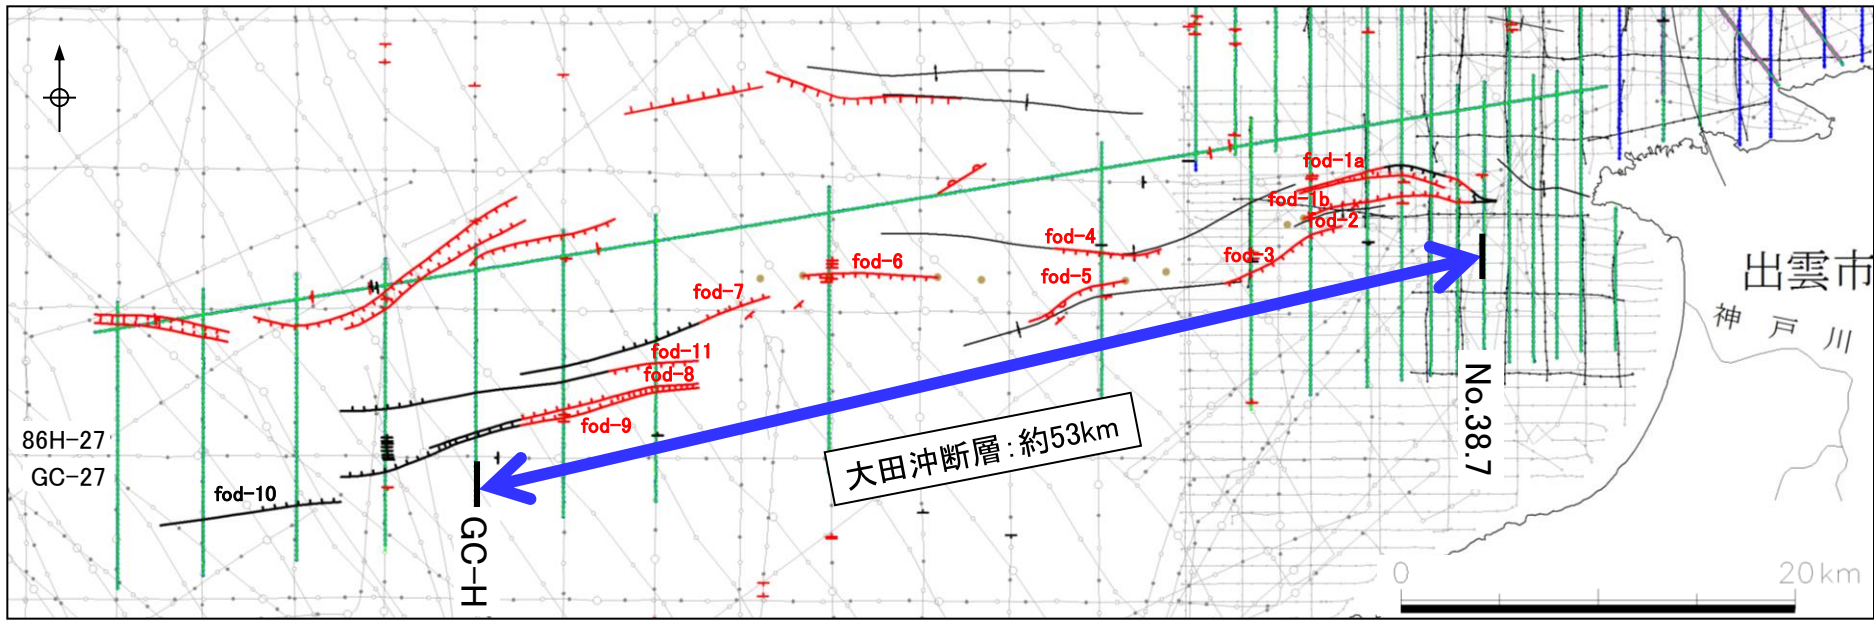 fod-1a
fod-1b
fod-2
fod-3
fod-4
fod-5
fod-6
fod-7
fod-11
fod-8
fod-9
fod-10
86H-27
GC-27
GC-H
No.38.7
大田沖断層:約53km
出雲市
神戸川
0
20km